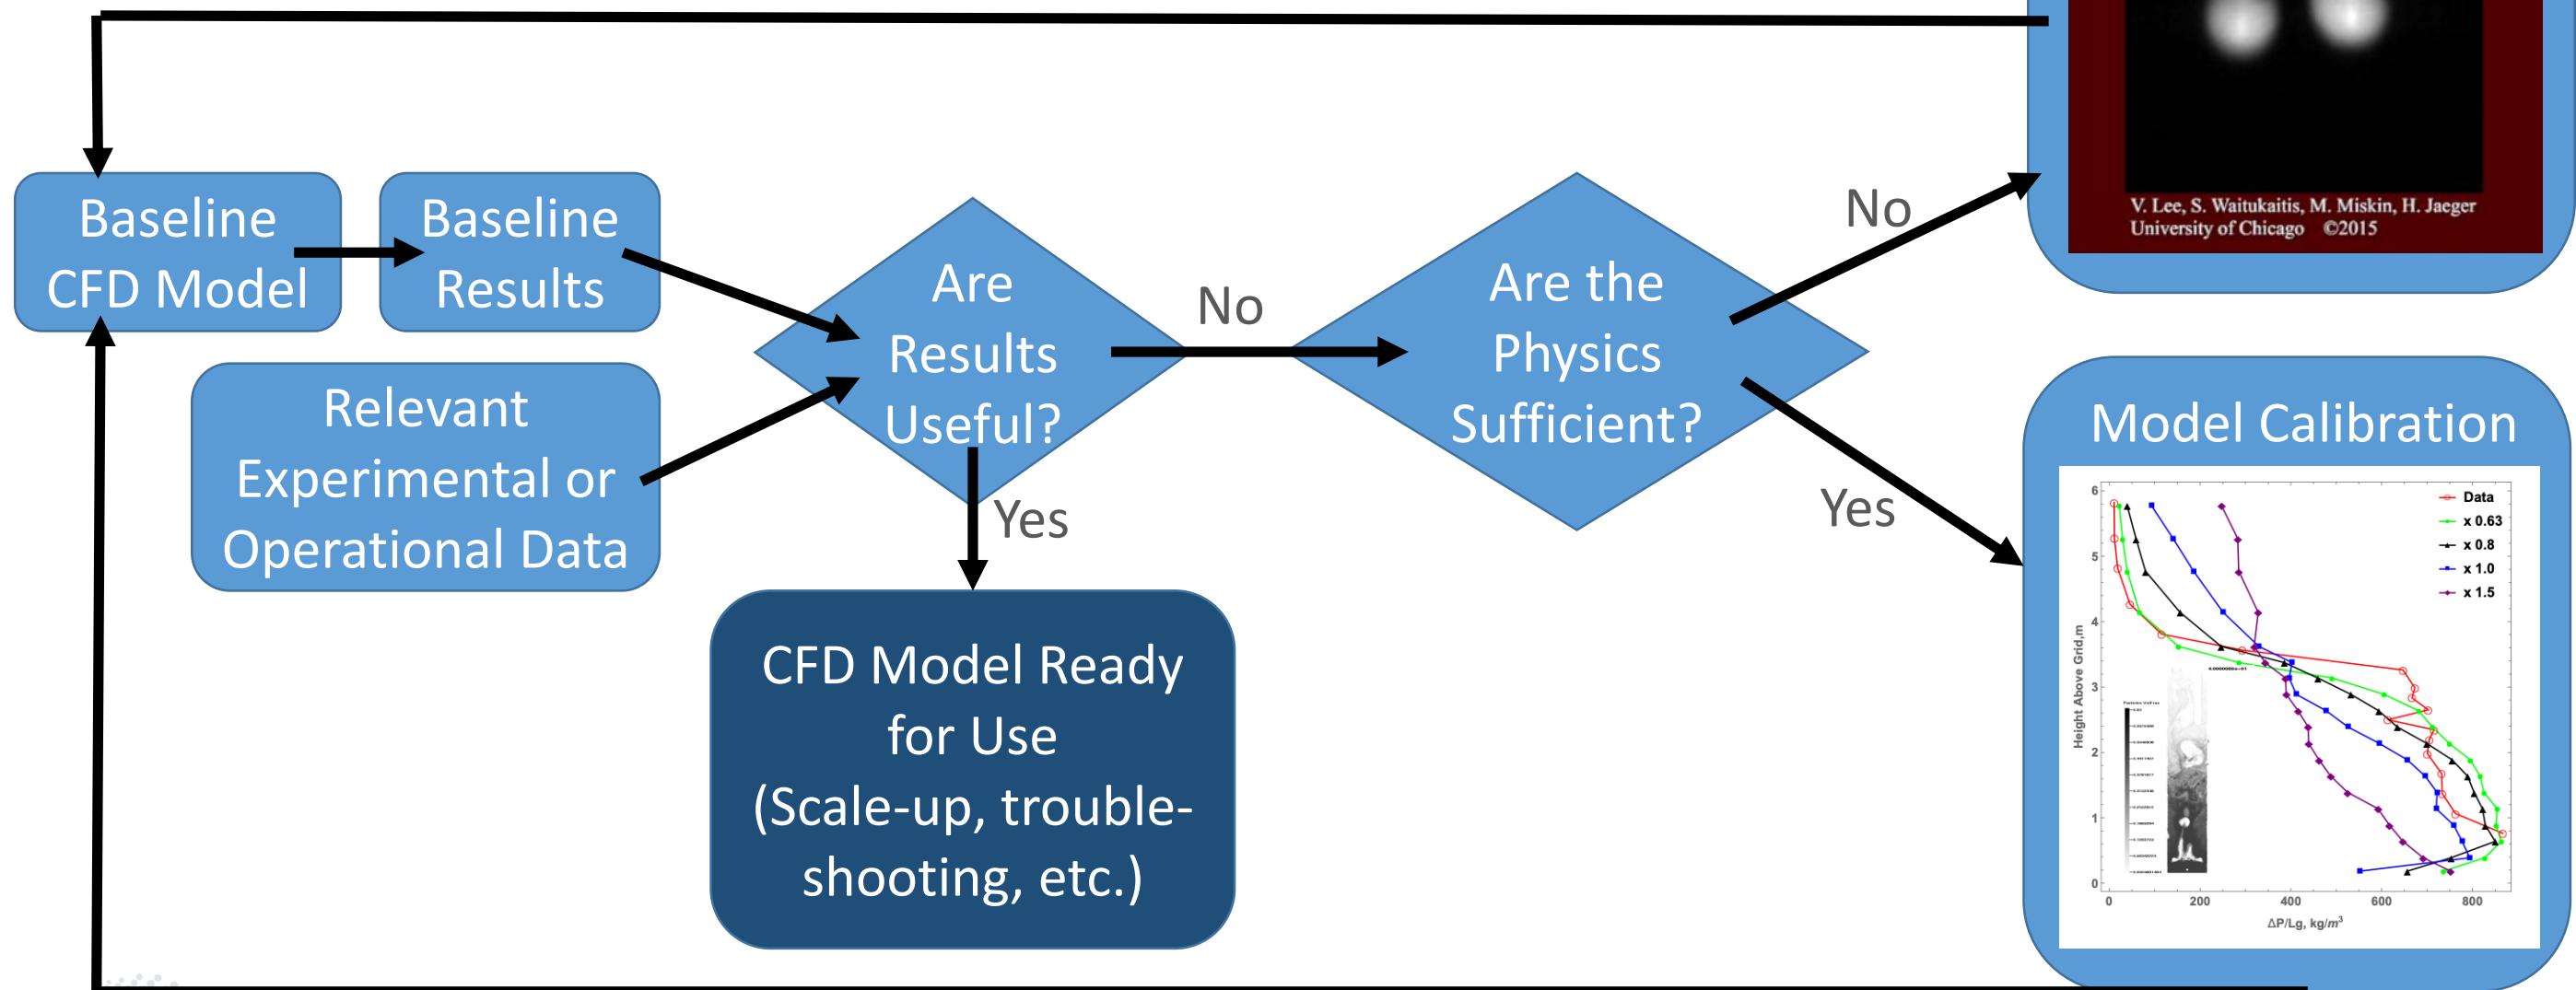 V. Lee, S. Waitukaitis, M. Miskin, H. Jaeger
University of Chicago ©2015
Baseline
CFD Model
Baseline
Results
Relevant
Experimental or
Operational Data
Are
Results
Useful?
No
Yes
CFD Model Ready
for Use
(Scale-up, trouble-
shooting, etc.)
Are the
Physics
Sufficient?
No
Yes
Model Calibration
Data
x 0.63
x 0.8
x 1.0
x 1.5
Height Above Grid,m
6
5
4
3
2
1
0
0 200 400 600 800
ΔP/Lg, kg/m³